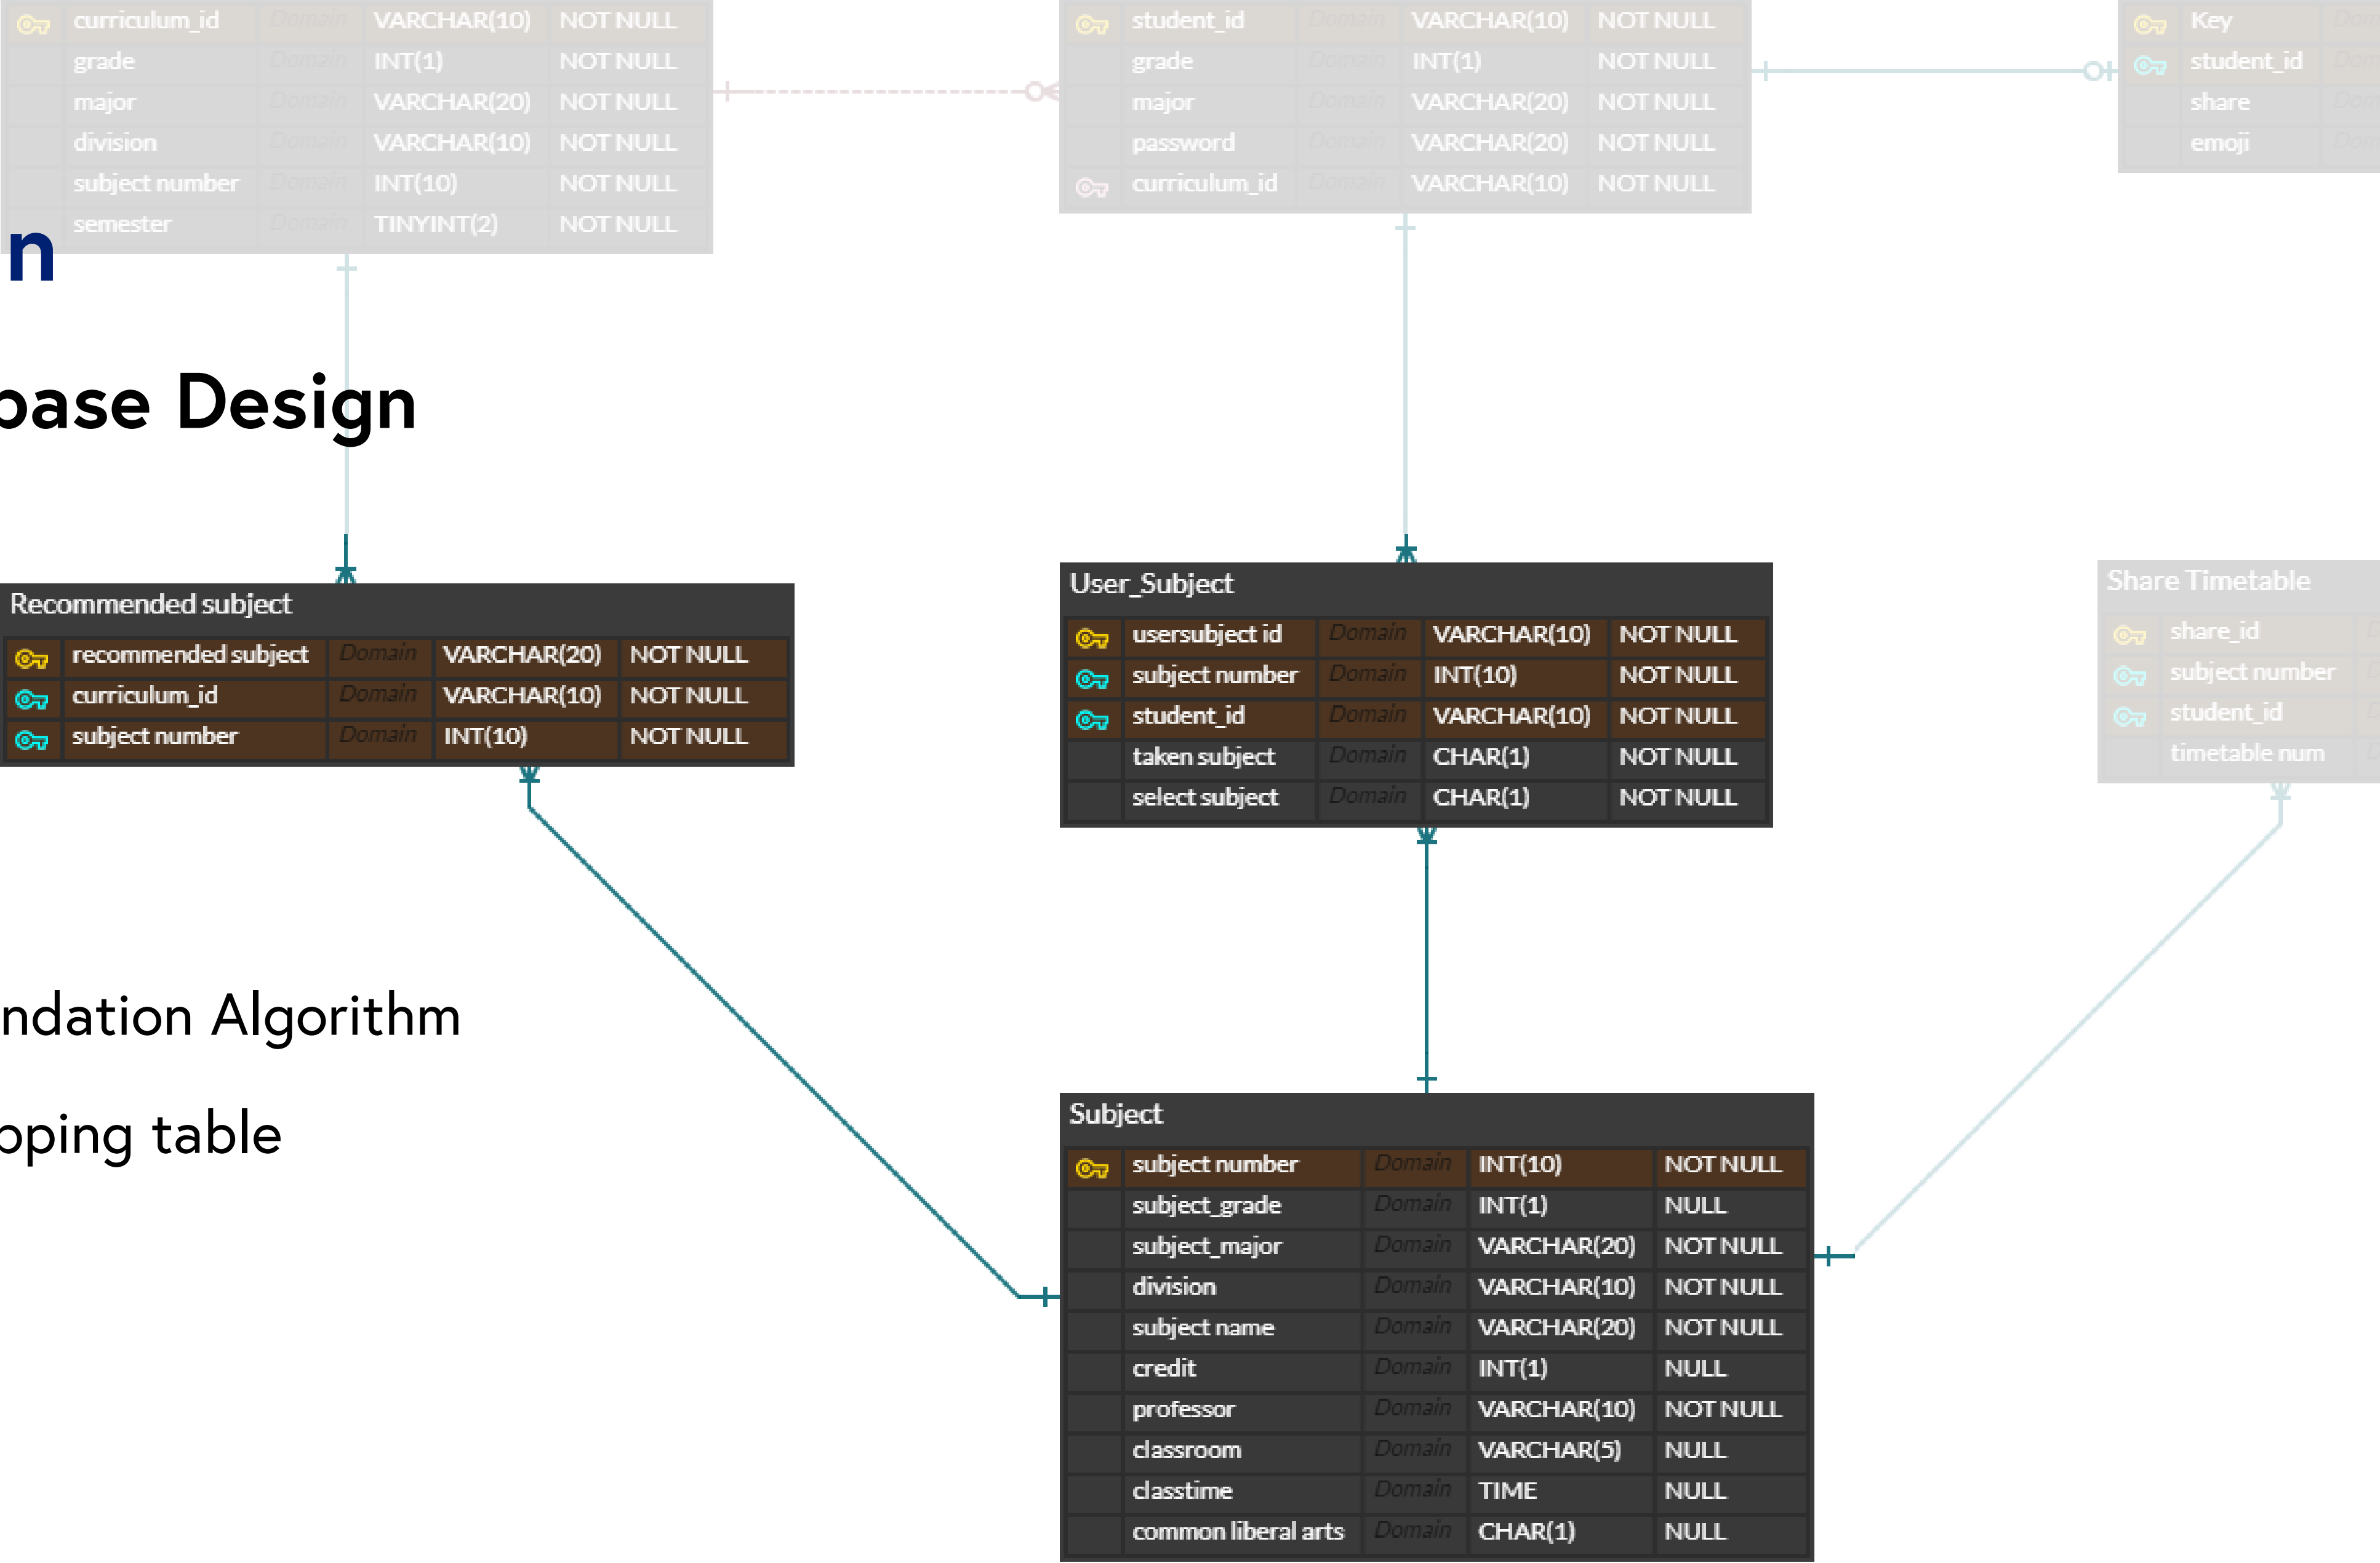 curriculum_id Domain VARCHAR(10) NOT NULL
grade Domain INT(1) NOT NULL
major Domain VARCHAR(20) NOT NULL
division Domain VARCHAR(10) NOT NULL
subject number Domain INT(10) NOT NULL
semester Domain TINYINT(2) NOT NULL
student_id Domain VARCHAR(10) NOT NULL
grade Domain INT(1) NOT NULL
major Domain VARCHAR(20) NOT NULL
password Domain VARCHAR(20) NOT NULL
curriculum_id Domain VARCHAR(10) NOT NULL
Key Dom
student_id Dom
share Dom
emoji Dom
n
base Design
Recommended subject
recommended subject Domain VARCHAR(20) NOT NULL
curriculum_id Domain VARCHAR(10) NOT NULL
subject number Domain INT(10) NOT NULL
User_Subject
usersubject id Domain VARCHAR(10) NOT NULL
subject number Domain INT(10) NOT NULL
student_id Domain VARCHAR(10) NOT NULL
taken subject Domain CHAR(1) NOT NULL
select subject Domain CHAR(1) NOT NULL
Share Timetable
share_id
subject number
student_id
timetable num
ndation Algorithm
pping table
Subject
subject number Domain INT(10) NOT NULL
subject_grade Domain INT(1) NULL
subject_major Domain VARCHAR(20) NOT NULL
division Domain VARCHAR(10) NOT NULL
subject name Domain VARCHAR(20) NOT NULL
credit Domain INT(1) NULL
professor Domain VARCHAR(10) NOT NULL
classroom Domain VARCHAR(5) NULL
classtime Domain TIME NULL
common liberal arts Domain CHAR(1) NULL